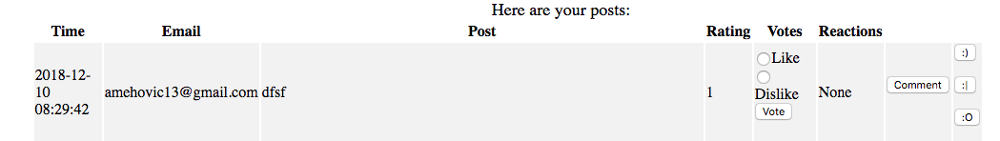 Here are your posts:
Time Email Post Rating Votes Reactions
2018-12-
10
08:29:42
amehovic13@gmail.com dfsf
1
Like
Dislike
Vote
None
Comment
:)
:|
:O